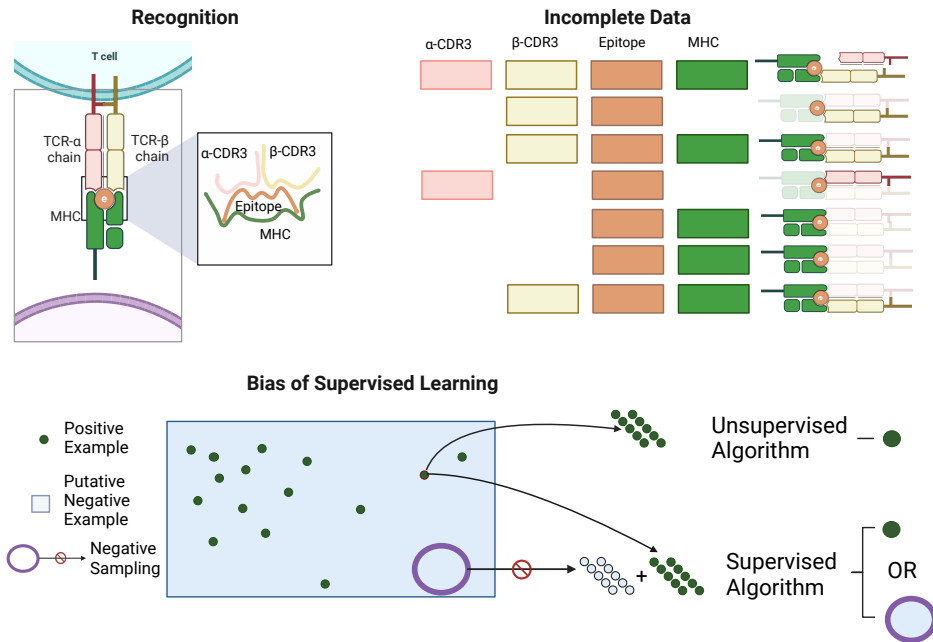 Recognition
T cell
TCR-α
chain
TCR-β
chain
e
MHC
α-CDR3
β-CDR3
Epitope
MHC
Incomplete Data
α-CDR3
β-CDR3
Epitope
MHC
e
e
e
e
e
e
e
Bias of Supervised Learning
Positive
Example
Putative
Negative
Example
Negative
Sampling
+
Unsupervised
Algorithm
Supervised
Algorithm
OR